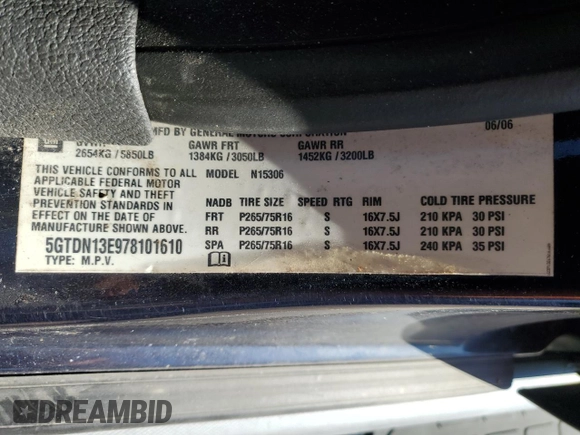 MFD BY GENERAL MOTORS CORPORATION 06/06
GM GAWR FRT GAWR RR
2654KG / 5850LB 1384KG / 3050LB 1452KG / 3200LB
THIS VEHICLE CONFORMS TO ALL MODEL N15306
APPLICABLE FEDERAL MOTOR
VEHICLE SAFETY AND THEFT
PREVENTION STANDARDS IN
EFFECT ON THE DATE OF
MANUFACTURE SHOWN ABOVE.
5GTDN13E978101610
TYPE: M.P.V.
NADB TIRE SIZE SPEED RTG RIM COLD TIRE PRESSURE
FRT P265/75R16 S 16X7.5J 210 KPA 30 PSI
RR P265/75R16 S 16X7.5J 210 KPA 30 PSI
SPA P265/75R16 S 16X7.5J 240 KPA 35 PSI
DREAMBID